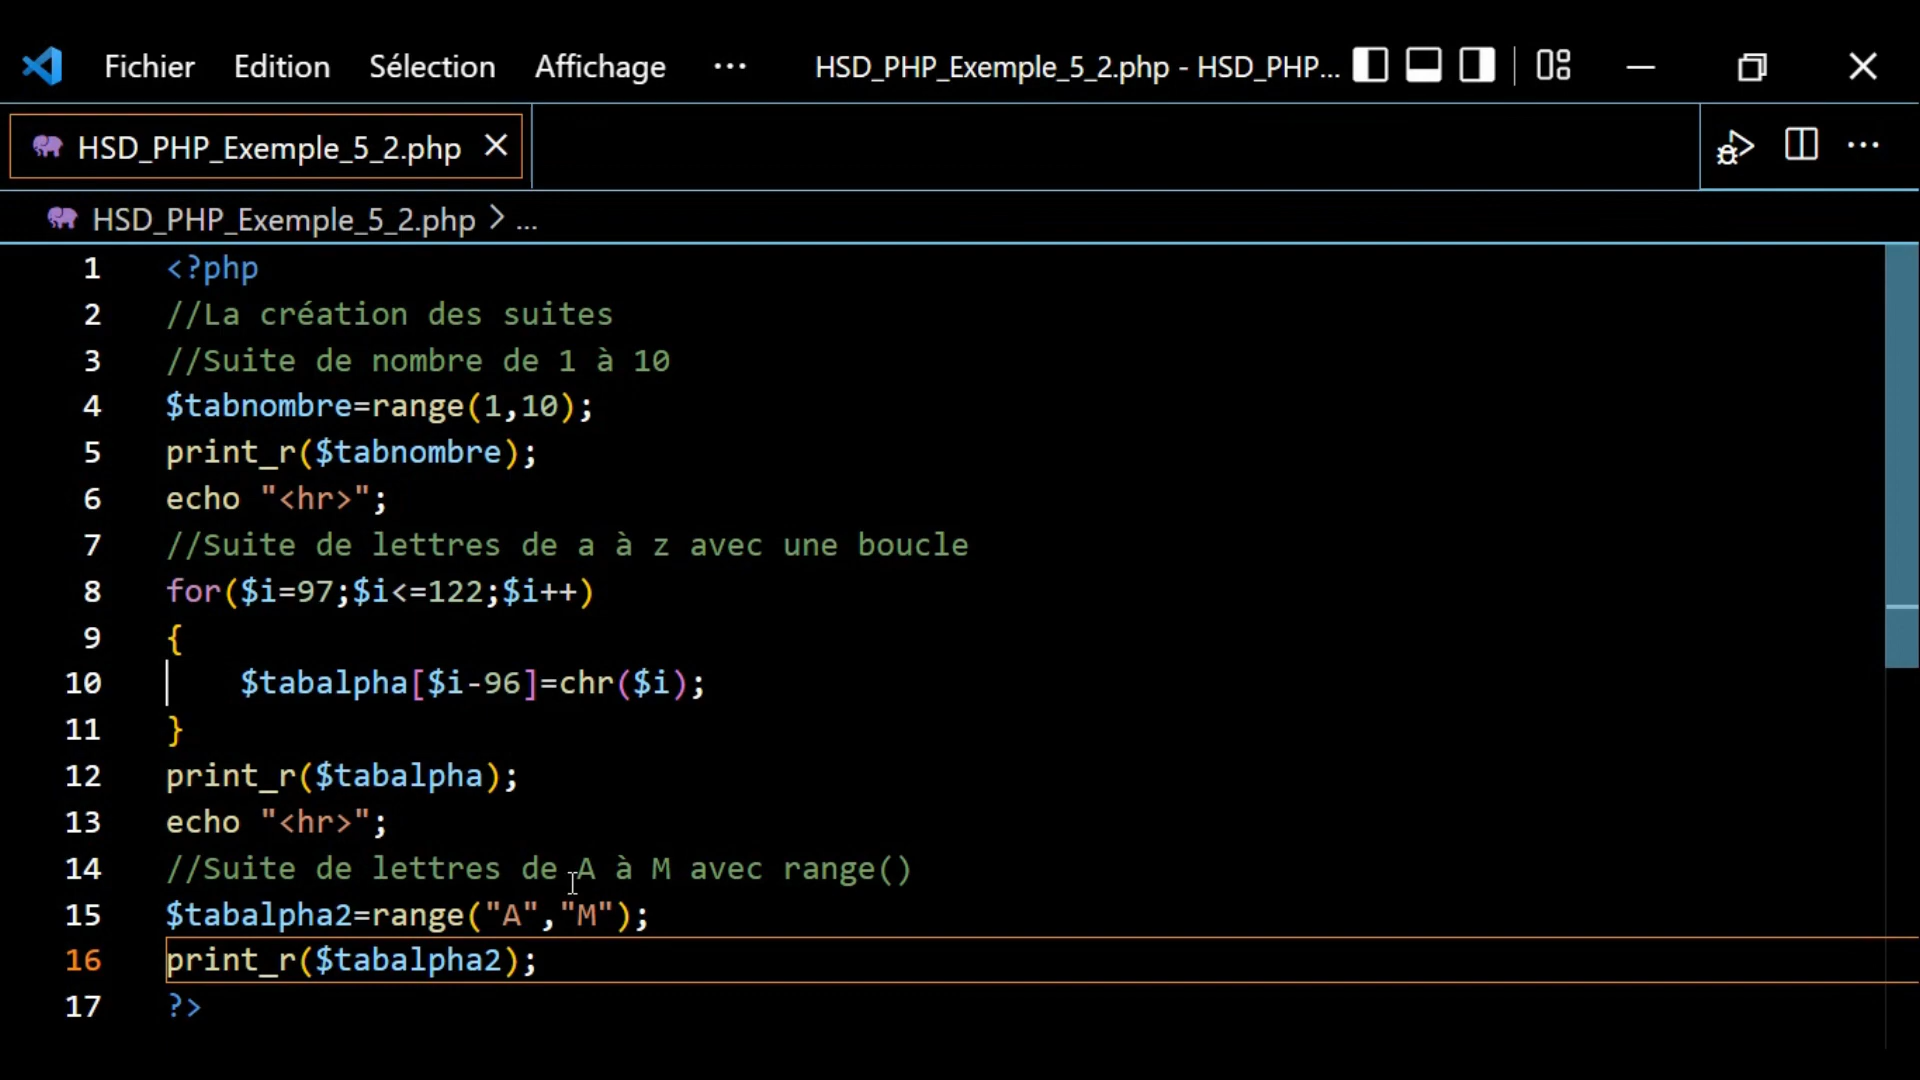 Fichier Edition Sélection Affichage ··· HSD_PHP_Exemple_5_2.php - HSD_PHP...
HSD_PHP_Exemple_5_2.php
HSD_PHP_Exemple_5_2.php > ...
1 <?php
2 //La création des suites
3 //Suite de nombre de 1 à 10
4 $tabnombre=range(1,10);
5 print_r($tabnombre);
6 echo "<hr>";
7 //Suite de lettres de a à z avec une boucle
8 for($i=97;$i<=122;$i++)
9 {
10     $tabalpha[$i-96]=chr($i);
11 }
12 print_r($tabalpha);
13 echo "<hr>";
14 //Suite de lettres de A à M avec range()
15 $tabalpha2=range("A","M");
16 print_r($tabalpha2);
17 ?>